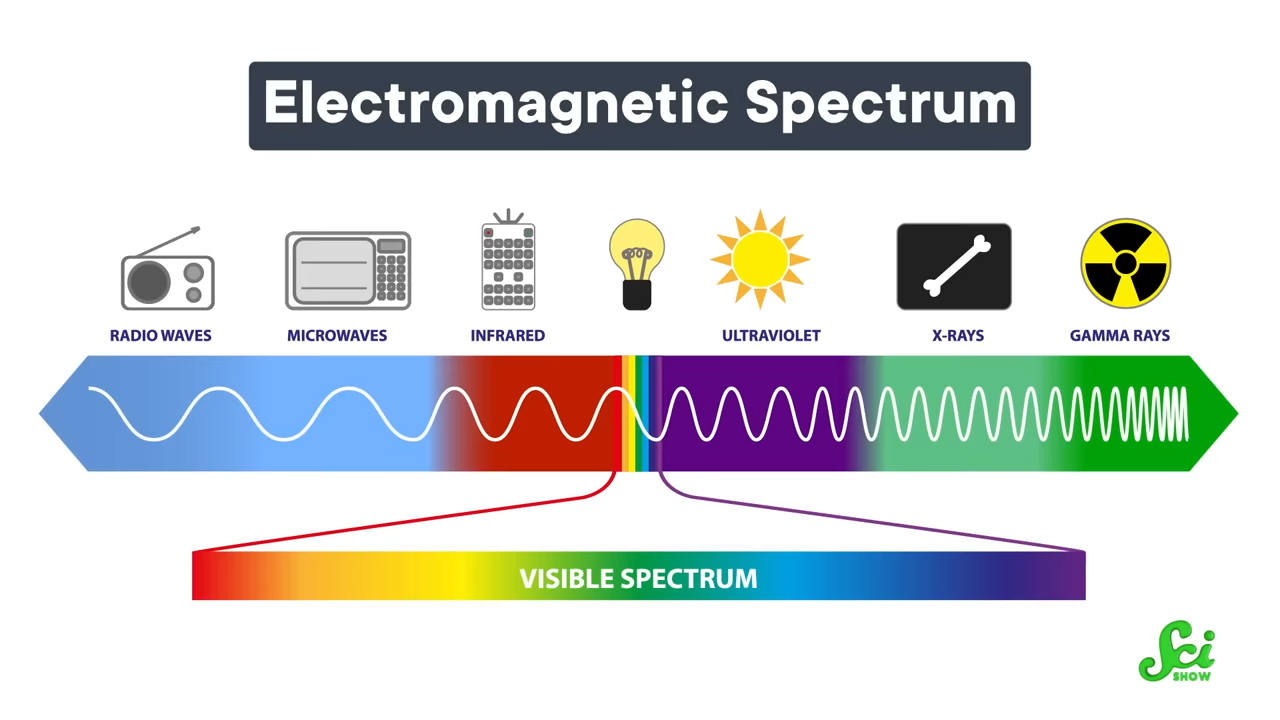 Electromagnetic Spectrum
RADIO WAVES
MICROWAVES
INFRARED
ULTRAVIOLET
X-RAYS
GAMMA RAYS
VISIBLE SPECTRUM
Sci
SHOW